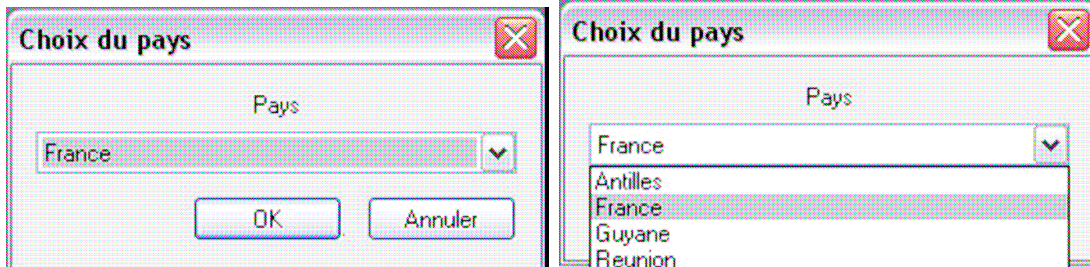 Choix du pays
Pays
France
OK Annuler
Choix du pays
Pays
France
Antilles
France
Guyane
Reunion